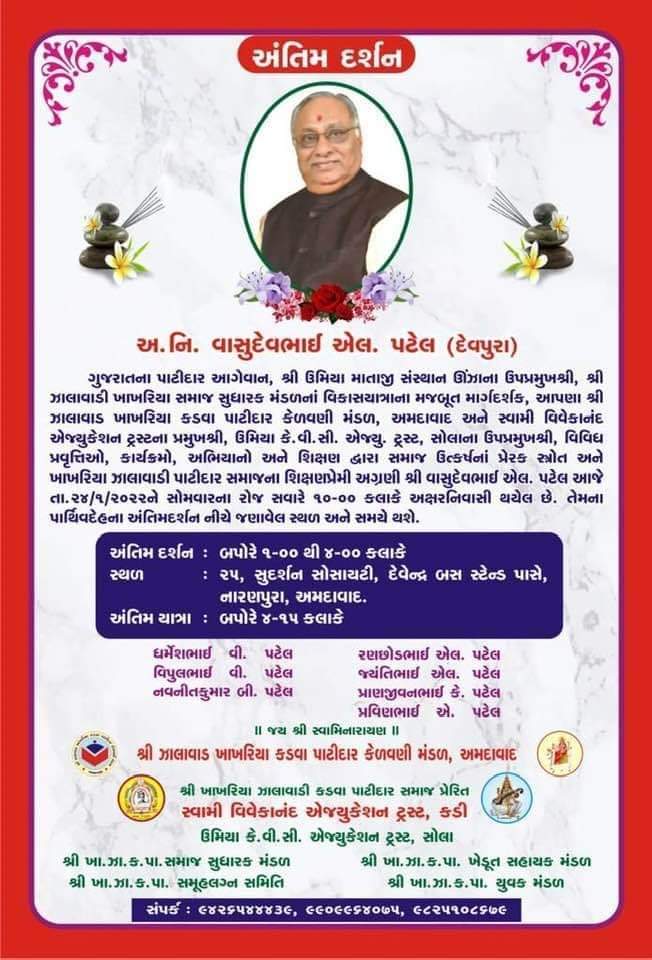 અંતિમ દર્શન
અ.નિ. વાસુદેવભાઈ એલ. પટેલ (દેવપુરા)
ગુજરાતના પાટીદાર આગેવાન, શ્રી ઉમિયા માતાજી સંસ્થાન ઊંઝાના ઉપપ્રમુખશ્રી, શ્રી
ઝાલાવાડી ખાખરિયા સમાજ સુધારક મંડળનાં વિકાસયાત્રાના મજબૂત માર્ગદર્શક, આપણા શ્રી
ઝાલાવાડ ખાખરિયા કડવા પાટીદાર કેળવણી મંડળ, અમદાવાદ અને સ્વામી વિવેકાનંદ
એજ્યુકેશન ટ્રસ્ટના પ્રમુખશ્રી, ઉમિયા કે.વી.સી. એજ્યુ. ટ્રસ્ટ, સોલાના ઉપપ્રમુખશ્રી, વિવિધ
પ્રવૃત્તિઓ, કાર્યક્રમો, અભિયાનો અને શિક્ષણ દ્વારા સમાજ ઉત્કર્ષનાં પ્રેરક સ્ત્રોત અને
ખાખરિયા ઝાલાવાડી પાટીદાર સમાજના શિક્ષણપ્રેમી અગ્રણી શ્રી વાસુદેવભાઈ એલ. પટેલ આજે
તા.૨૪/૧/૨૦૨૨ને સોમવારના રોજ સવારે ૧૦-૦૦ કલાકે અક્ષરનિવાસી થયેલ છે. તેમના
પાર્થિવદેહના અંતિમદર્શન નીચે જણાવેલ સ્થળ અને સમયે થશે.
અંતિમ દર્શન : બપોરે ૧-૦૦ થી ૪-૦૦ કલાકે
સ્થળ : ૨૫, સુદર્શન સોસાયટી, દેવેન્દ્ર બસ સ્ટેન્ડ પાસે,
નારણપુરા, અમદાવાદ.
અંતિમ યાત્રા : બપોરે ૪-૧૫ કલાકે
ધર્મેશભાઈ વી. પટેલ
વિપુલભાઈ વી. પટેલ
નવનીતકુમાર બી. પટેલ
રણછોડભાઈ એલ. પટેલ
જ્યંતિભાઈ એલ. પટેલ
પ્રાણજીવનભાઈ કે. પટેલ
પ્રવિણભાઈ એ. પટેલ
॥ જય શ્રી સ્વામિનારાયણ ॥
શ્રી ઝાલાવાડ ખાખરિયા કડવા પાટીદાર કેળવણી મંડળ, અમદાવાદ
શ્રી ખાખરિયા ઝાલાવાડી કડવા પાટીદાર સમાજ પ્રેરિત
સ્વામી વિવેકાનંદ એજ્યુકેશન ટ્રસ્ટ, કડી
ઉમિયા કે.વી.સી. એજ્યુકેશન ટ્રસ્ટ, સોલા
શ્રી ખા.ઝા.ક.પા.સમાજ સુધારક મંડળ
શ્રી ખા.ઝા.ક.પા. ખેડૂત સહાયક મંડળ
શ્રી ખા.ઝા.ક.પા. સમૂહલગ્ન સમિતિ
શ્રી ખા.ઝા.ક.પા. યુવક મંડળ
સંપર્ક : ૯૪૨૬૫૪૪૪૩૯, ૯૯૦૯૯૬૪૦૭૫, ૯૮૨૫૧૦૮૬૭૯